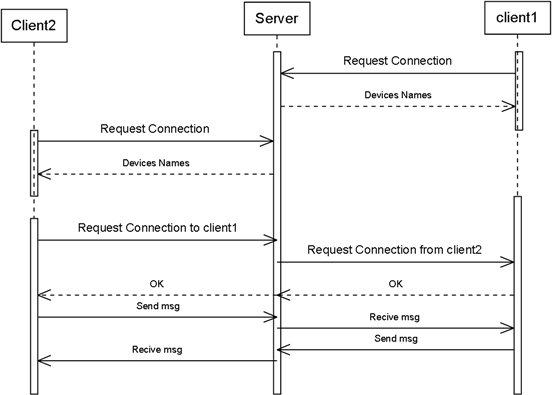 Client2
Server
client1
Request Connection
Devices Names
Request Connection
Devices Names
Request Connection to client1
Request Connection from client2
OK
OK
Send msg
Recive msg
Send msg
Recive msg